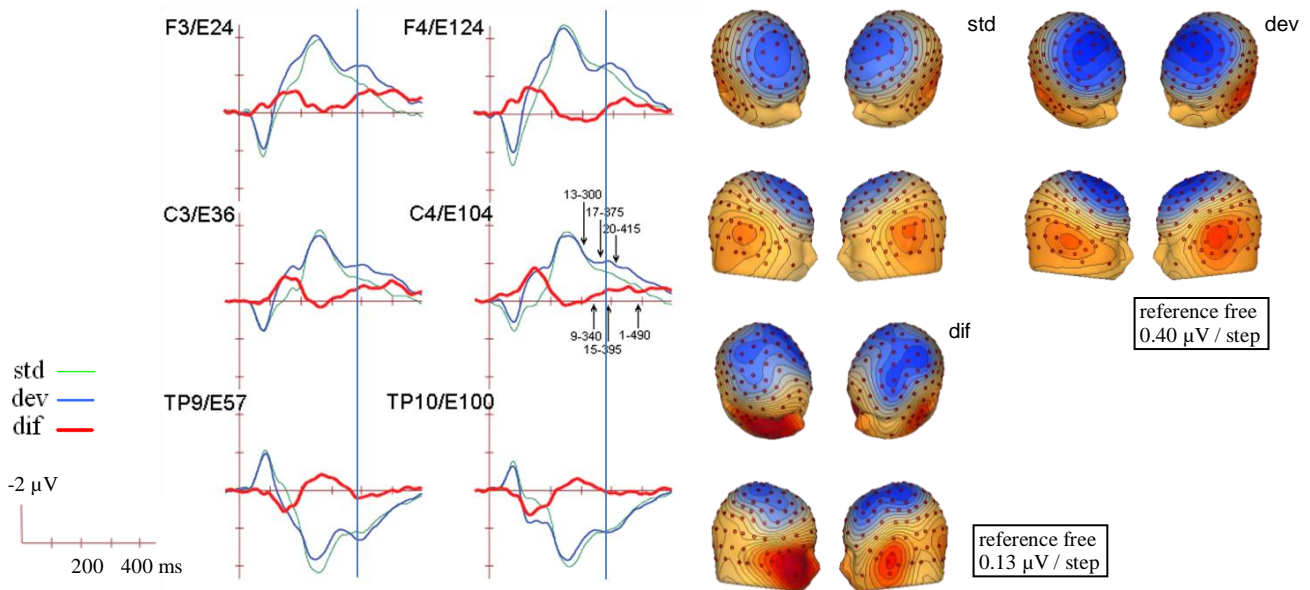 F3/E24
F4/E124
std
dev
C3/E36
C4/E104
13-300
17-375
20-415
9-340
15-395
1-490
reference free
0.40 µV / step
dif
std
dev
dif
TP9/E57
TP10/E100
-2 µV
200 400 ms
reference free
0.13 µV / step